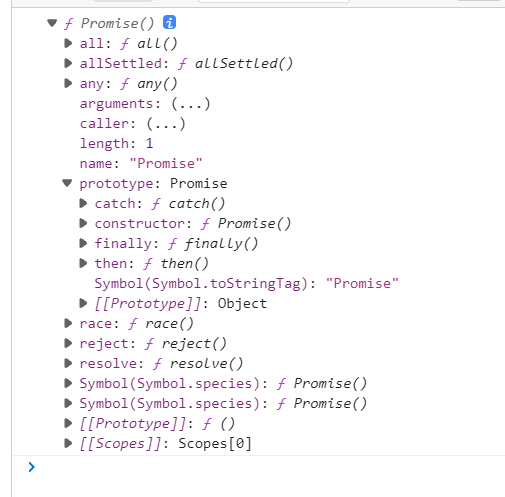 ƒ Promise() i
all: ƒ all()
allSettled: ƒ allSettled()
any: ƒ any()
arguments: (...)
caller: (...)
length: 1
name: "Promise"
prototype: Promise
catch: ƒ catch()
constructor: ƒ Promise()
finally: ƒ finally()
then: ƒ then()
Symbol(Symbol.toStringTag): "Promise"
[[Prototype]]: Object
race: ƒ race()
reject: ƒ reject()
resolve: ƒ resolve()
Symbol(Symbol.species): ƒ Promise()
Symbol(Symbol.species): ƒ Promise()
[[Prototype]]: ƒ ()
[[Scopes]]: Scopes[0]